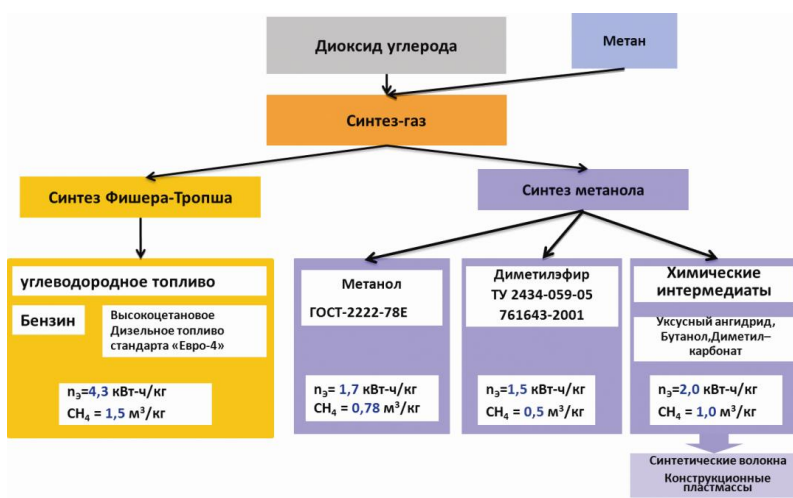 Диоксид углерода
Метан
Синтез-газ
Синтез Фишера-Тропша
Синтез метанола
углеводородное топливо
Бензин
Высокоцетановое
Дизельное топливо
стандарта «Евро-4»
nэ=4,3 кВт-ч/кг
CH₄ = 1,5 м³/кг
Метанол
ГОСТ-2222-78Е
nэ= 1,7 кВт-ч/кг
CH₄ = 0,78 м³/кг
Диметилэфир
ТУ 2434-059-05
761643-2001
nэ=1,5 кВт-ч/кг
CH₄ = 0,5 м³/кг
Химические
интермедиаты
Уксусный ангидрид,
Бутанол,Диметил–
карбонат
nэ=2,0 кВт-ч/кг
CH₄ = 1,0 м³/кг
Синтетические волокна
Конструкционные
пластмассы